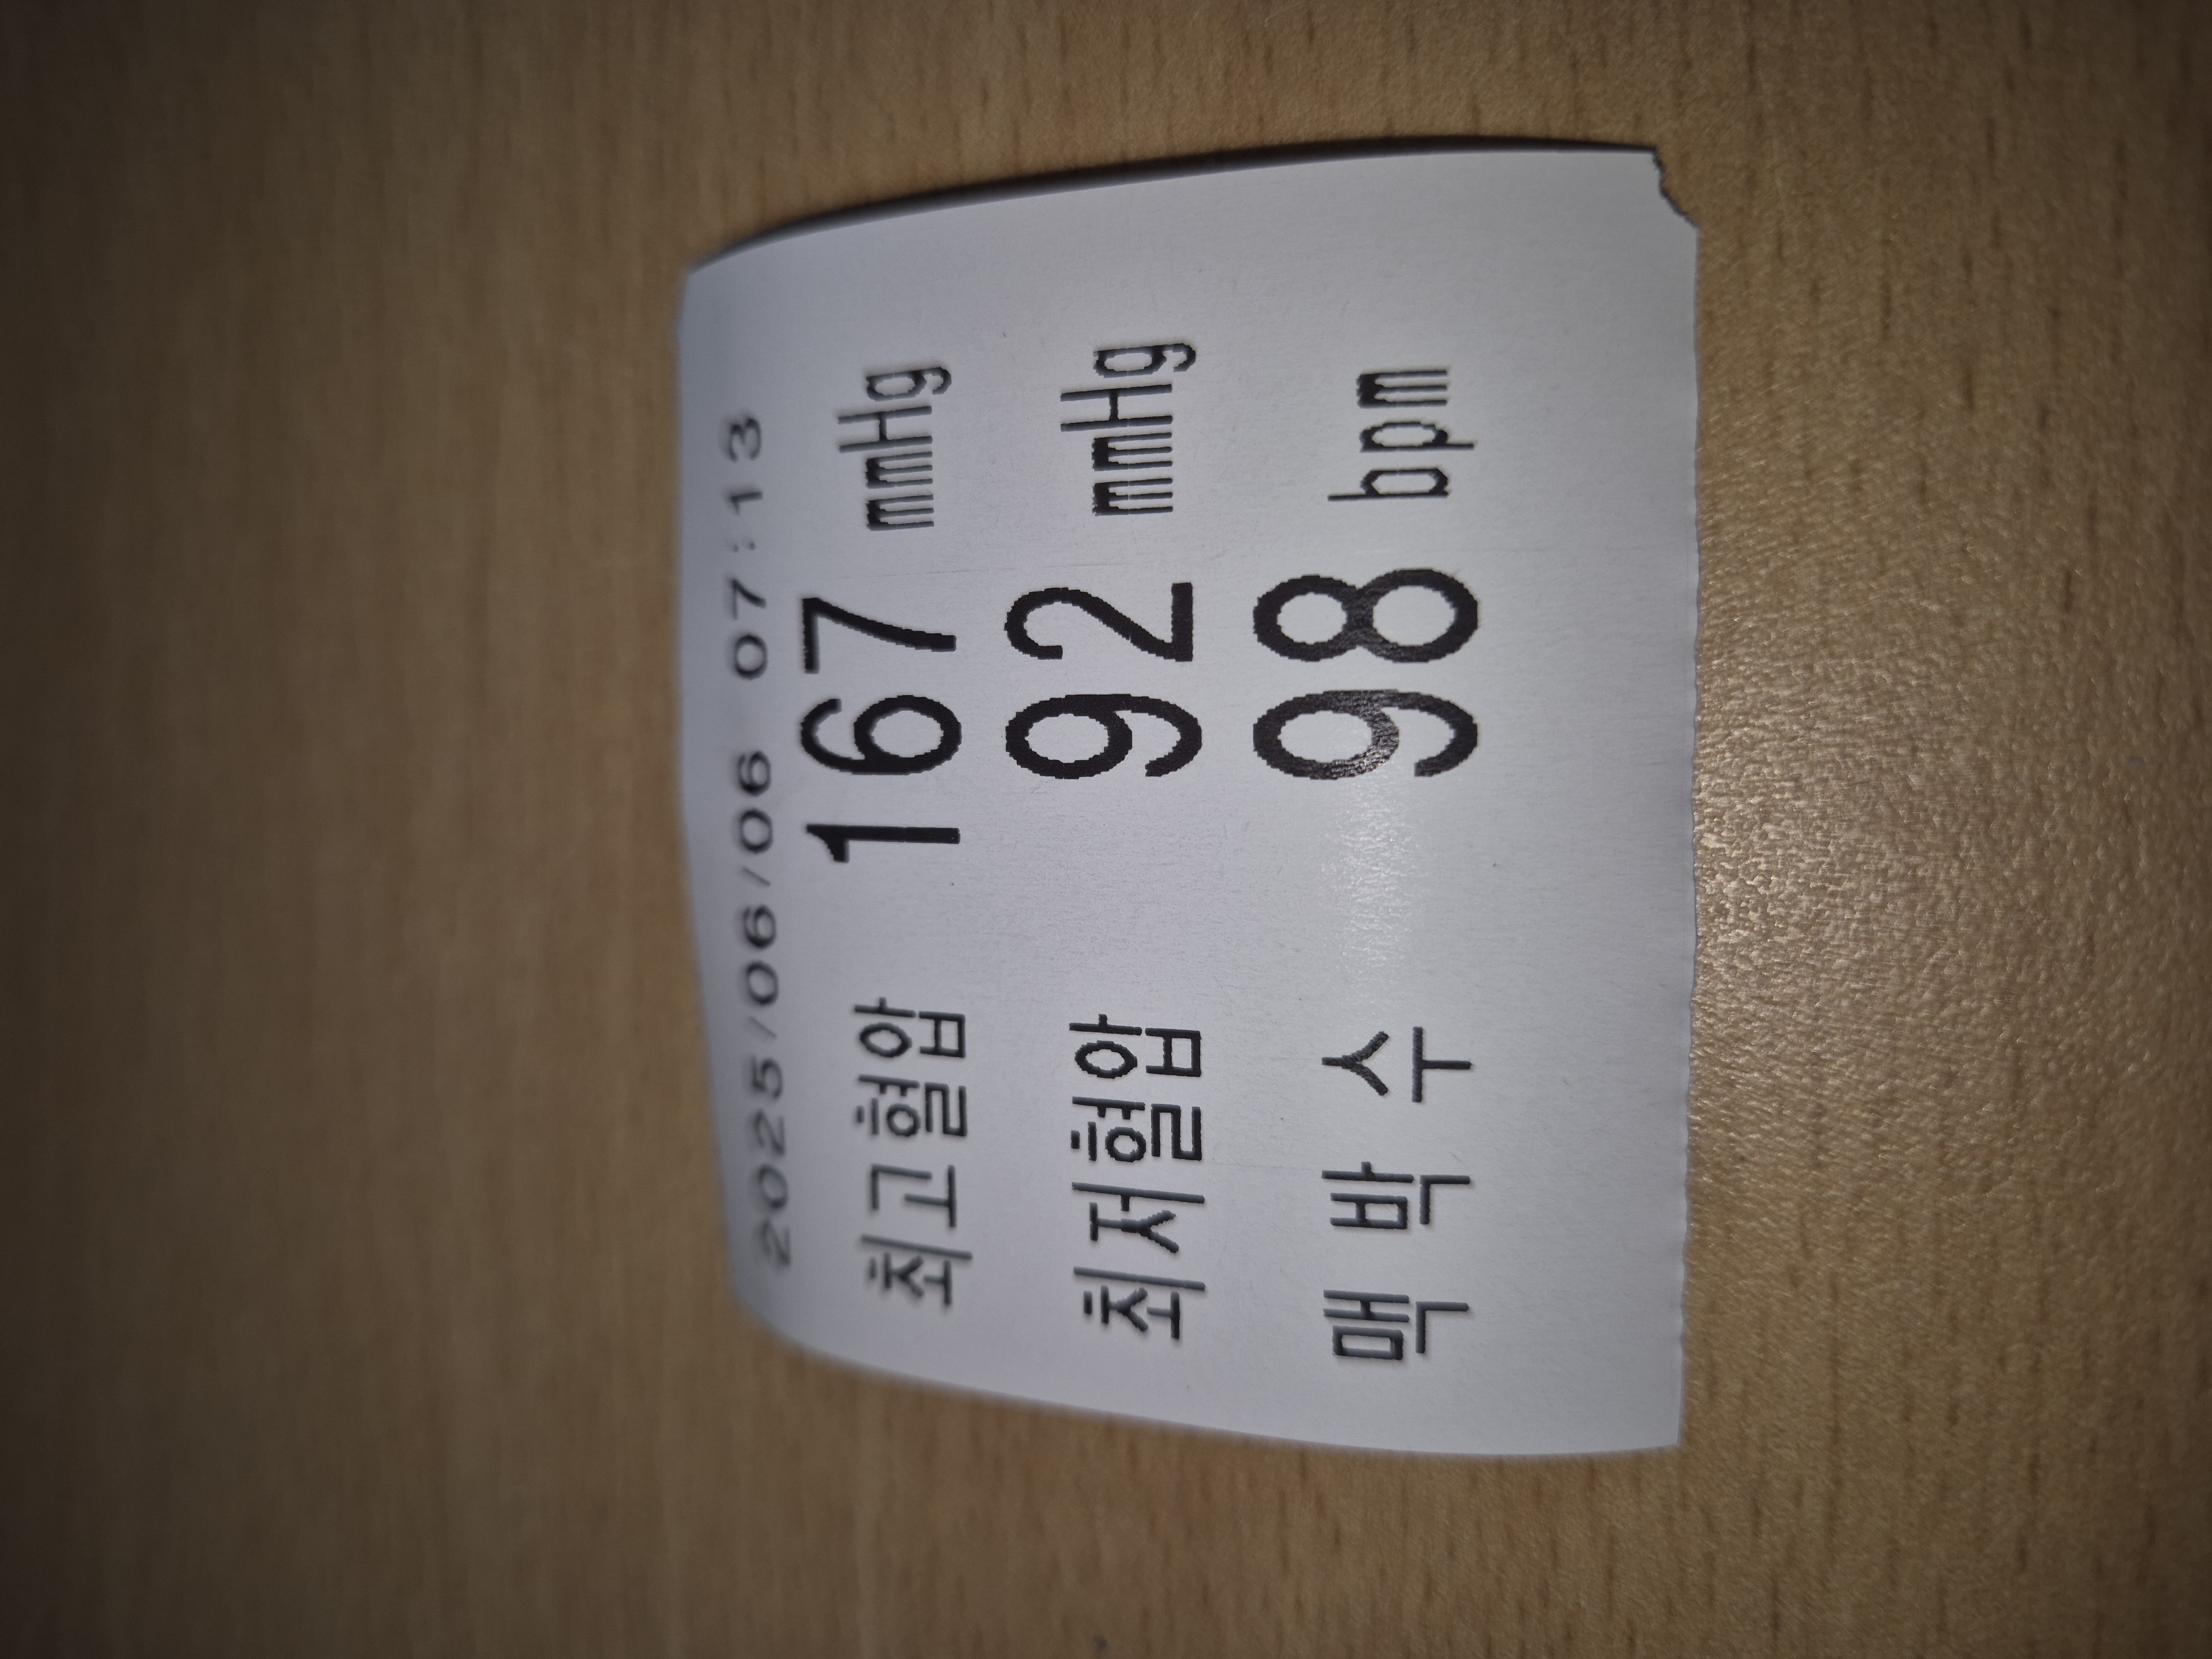 2025/06/06 07:13
최고혈압 167 mmHg
최저혈압 92 mmHg
맥 박 수 98 bpm